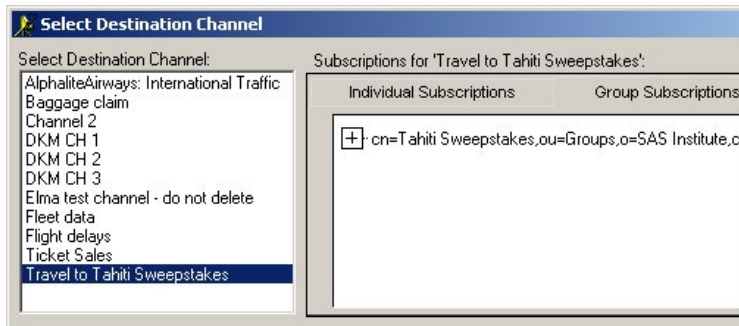 Select Destination Channel
Select Destination Channel:
AlphaliteAirways: International Traffic
Baggage claim
Channel 2
DKM CH 1
DKM CH 2
DKM CH 3
Elma test channel - do not delete
Fleet data
Flight delays
Ticket Sales
Travel to Tahiti Sweepstakes
Subscriptions for 'Travel to Tahiti Sweepstakes':
Individual Subscriptions
Group Subscriptions
cn=Tahiti Sweepstakes,ou=Groups,o=SAS Institute,c